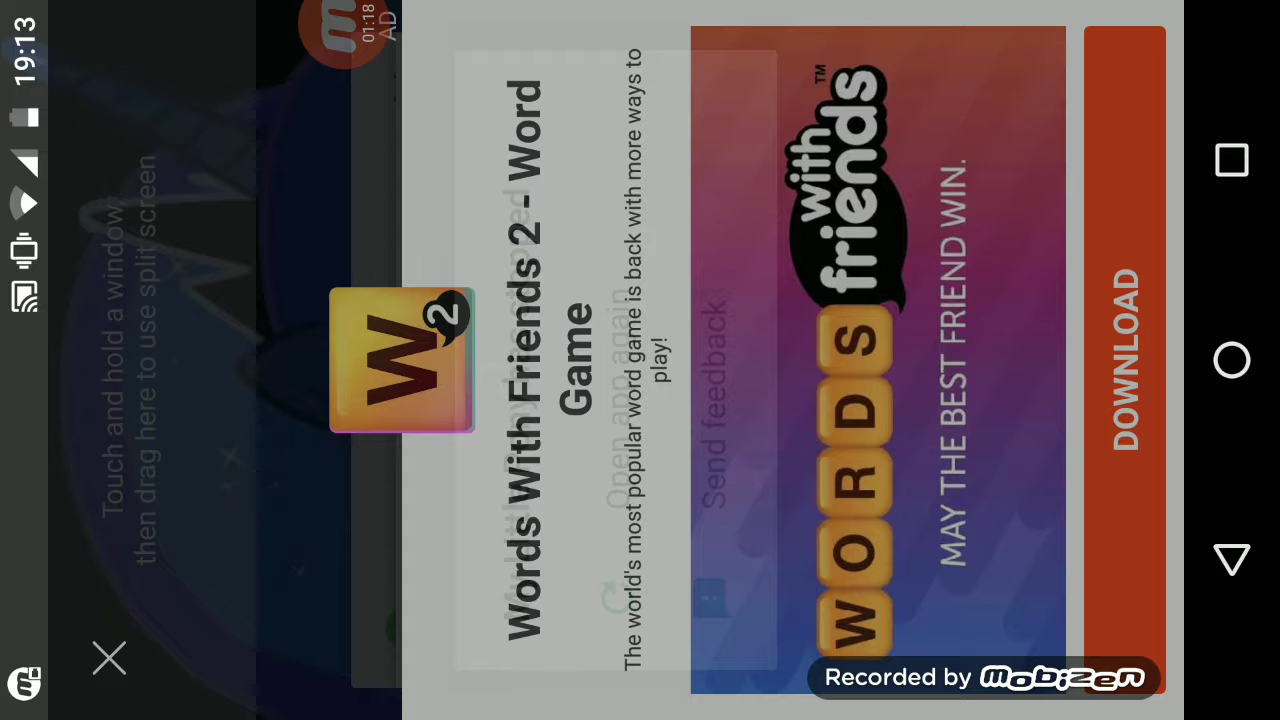 19:13
01:18
AD
Touch and hold a window,
then drag here to use split screen
W2
Words With Friends 2 - Word
Game
The world's most popular word game is back with more ways to
play!
Open app again
Send feedback
WORDS with friends™
MAY THE BEST FRIEND WIN.
DOWNLOAD
Recorded by mobizen